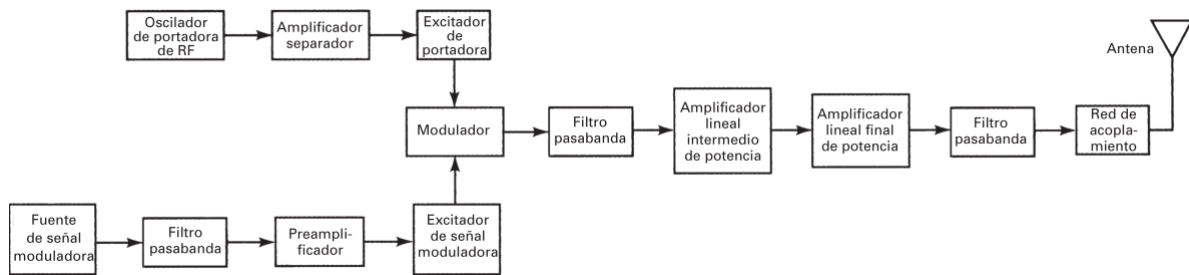 Oscilador
de portadora
de RF
Amplificador
separador
Excitador
de
portadora
Antena
Modulador
Filtro
pasabanda
Amplificador
lineal
intermedio
de potencia
Amplificador
lineal final
de potencia
Filtro
pasabanda
Red de
acopla-
miento
Fuente
de señal
moduladora
Filtro
pasabanda
Preampli-
ficador
Excitador
de señal
moduladora